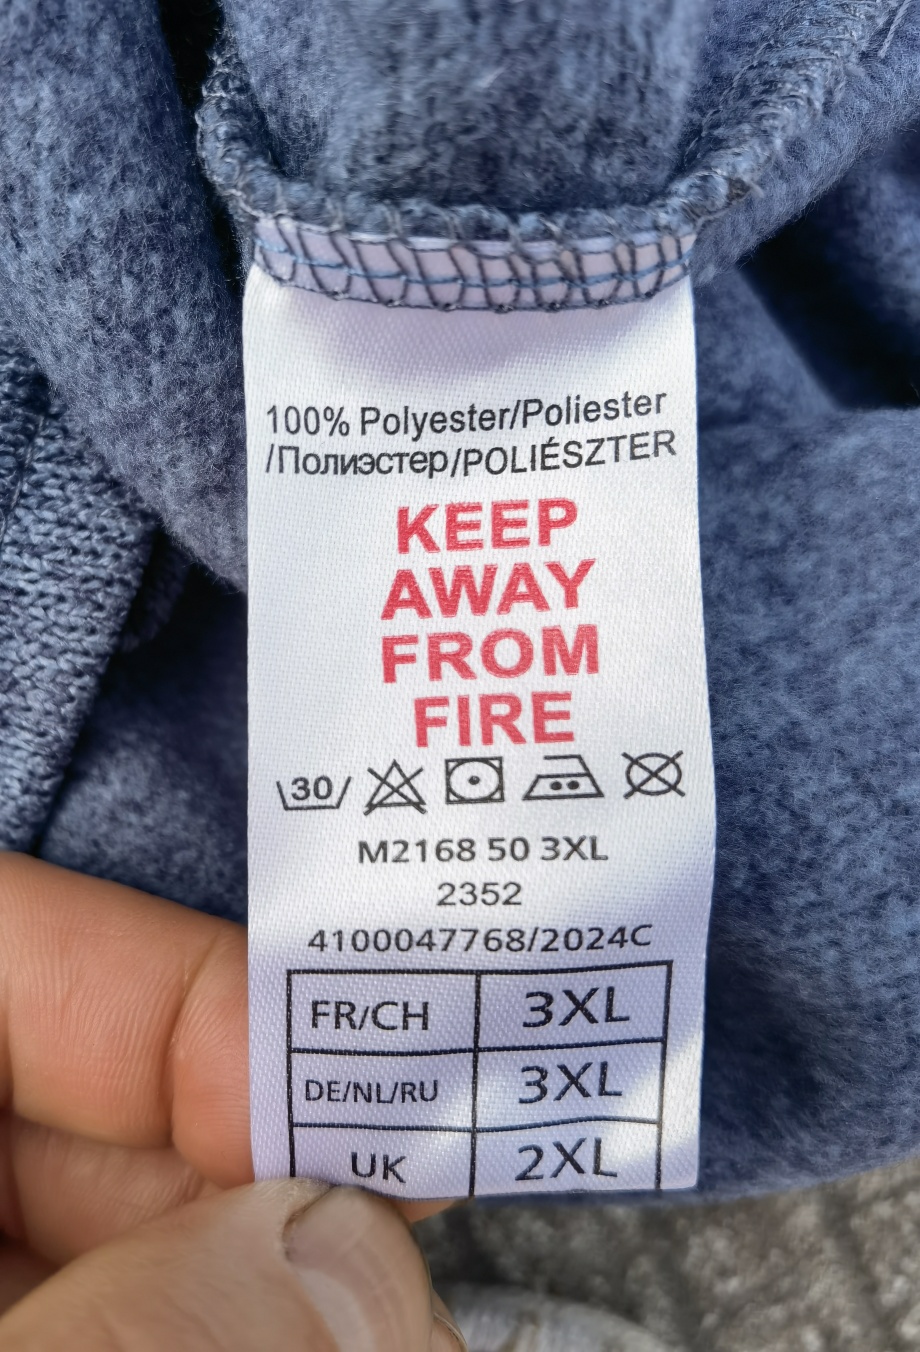 100% Polyester/Poliester
/Полиэстер/POLIÉSZTER
KEEP
AWAY
FROM
FIRE
30
M2168 50 3XL
2352
4100047768/2024C
FR/CH 3XL
DE/NL/RU 3XL
UK 2XL